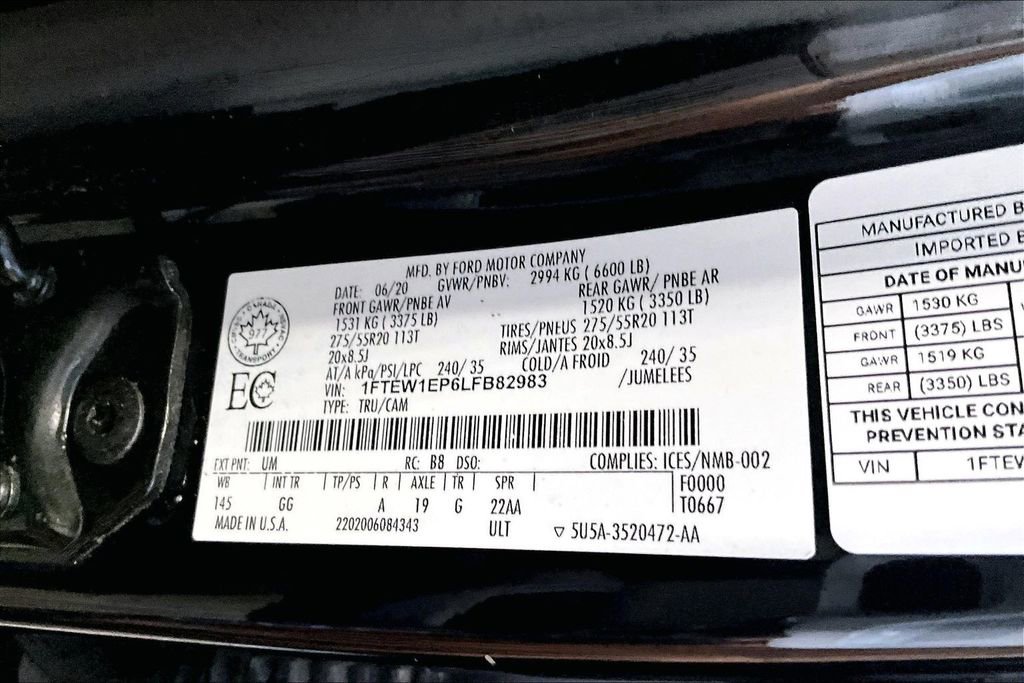 MFD. BY FORD MOTOR COMPANY
DATE: 06/20 GVWR/PNBV: 2994 KG ( 6600 LB)
FRONT GAWR/PNBE AV REAR GAWR/ PNBE AR
1531 KG ( 3375 LB) 1520 KG ( 3350 LB)
275/55R20 113T TIRES/PNEUS 275/55R20 113T
20x8.5J RIMS/JANTES 20x8.5J
AT/A kPa/PSI/LPC 240/ 35 COLD/A FROID 240/ 35
VIN: 1FTEW1EP6LFB82983 /JUMELEES
TYPE: TRU/CAM
CANADA
TRANSPORT
177
EC
EXT PNT: UM RC: B8 DSO: COMPLIES: ICES/NMB-002
WB INT TR TP/PS R AXLE TR SPR F0000
145 GG A 19 G 22AA T0667
MADE IN U.S.A. 2202006084343 ULT ▽ 5U5A-3520472-AA
MANUFACTURED B
IMPORTED B
DATE OF MANU
GAWR 1530 KG
FRONT (3375) LBS
GAWR 1519 KG
REAR (3350) LBS
THIS VEHICLE CON
PREVENTION STA
VIN 1FTEV